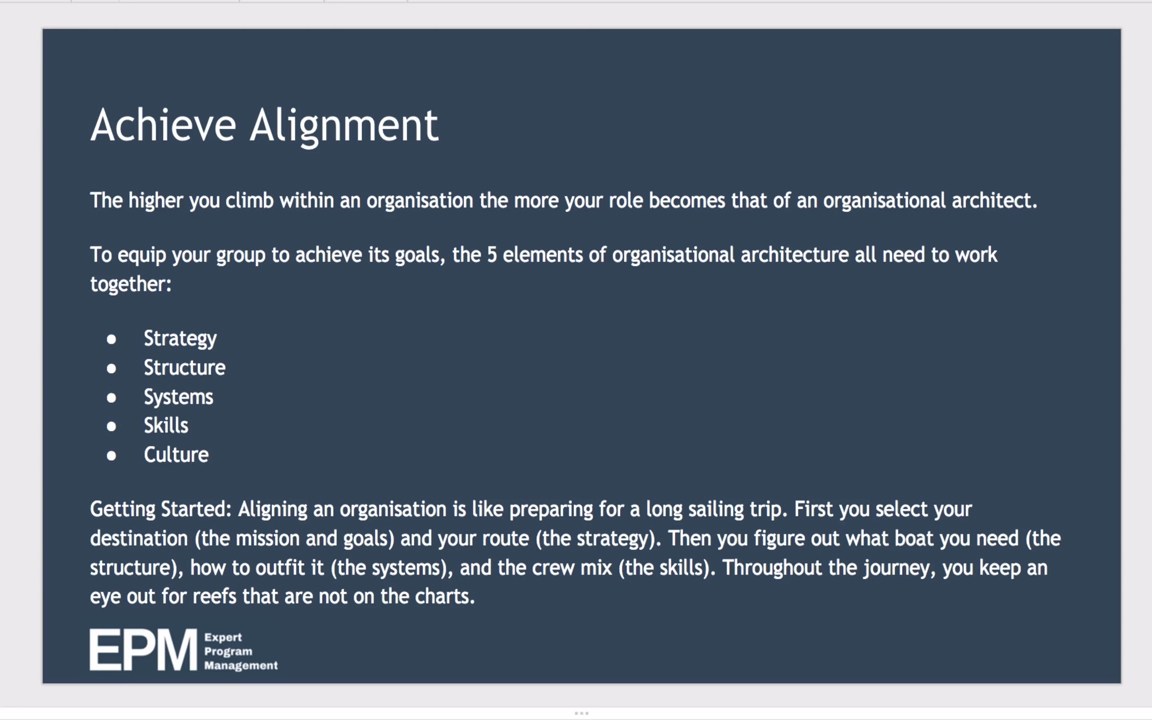 Achieve Alignment
The higher you climb within an organisation the more your role becomes that of an organisational architect.
To equip your group to achieve its goals, the 5 elements of organisational architecture all need to work
together:
● Strategy
● Structure
● Systems
● Skills
● Culture
Getting Started: Aligning an organisation is like preparing for a long sailing trip. First you select your
destination (the mission and goals) and your route (the strategy). Then you figure out what boat you need (the
structure), how to outfit it (the systems), and the crew mix (the skills). Throughout the journey, you keep an
eye out for reefs that are not on the charts.
EPM
Expert
Program
Management